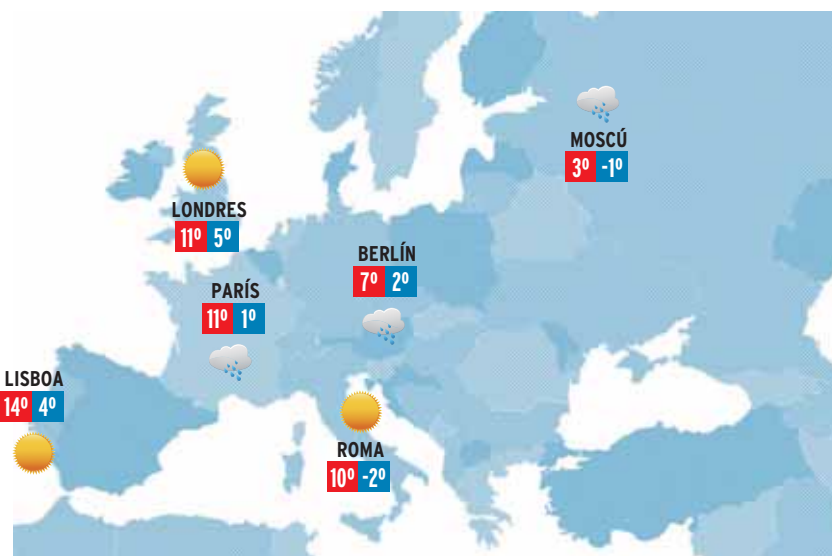 MOSCÚ
3º -1º
LONDRES
11º 5º
BERLÍN
7º 2º
PARÍS
11º 1º
LISBOA
14º 4º
ROMA
10º -2º